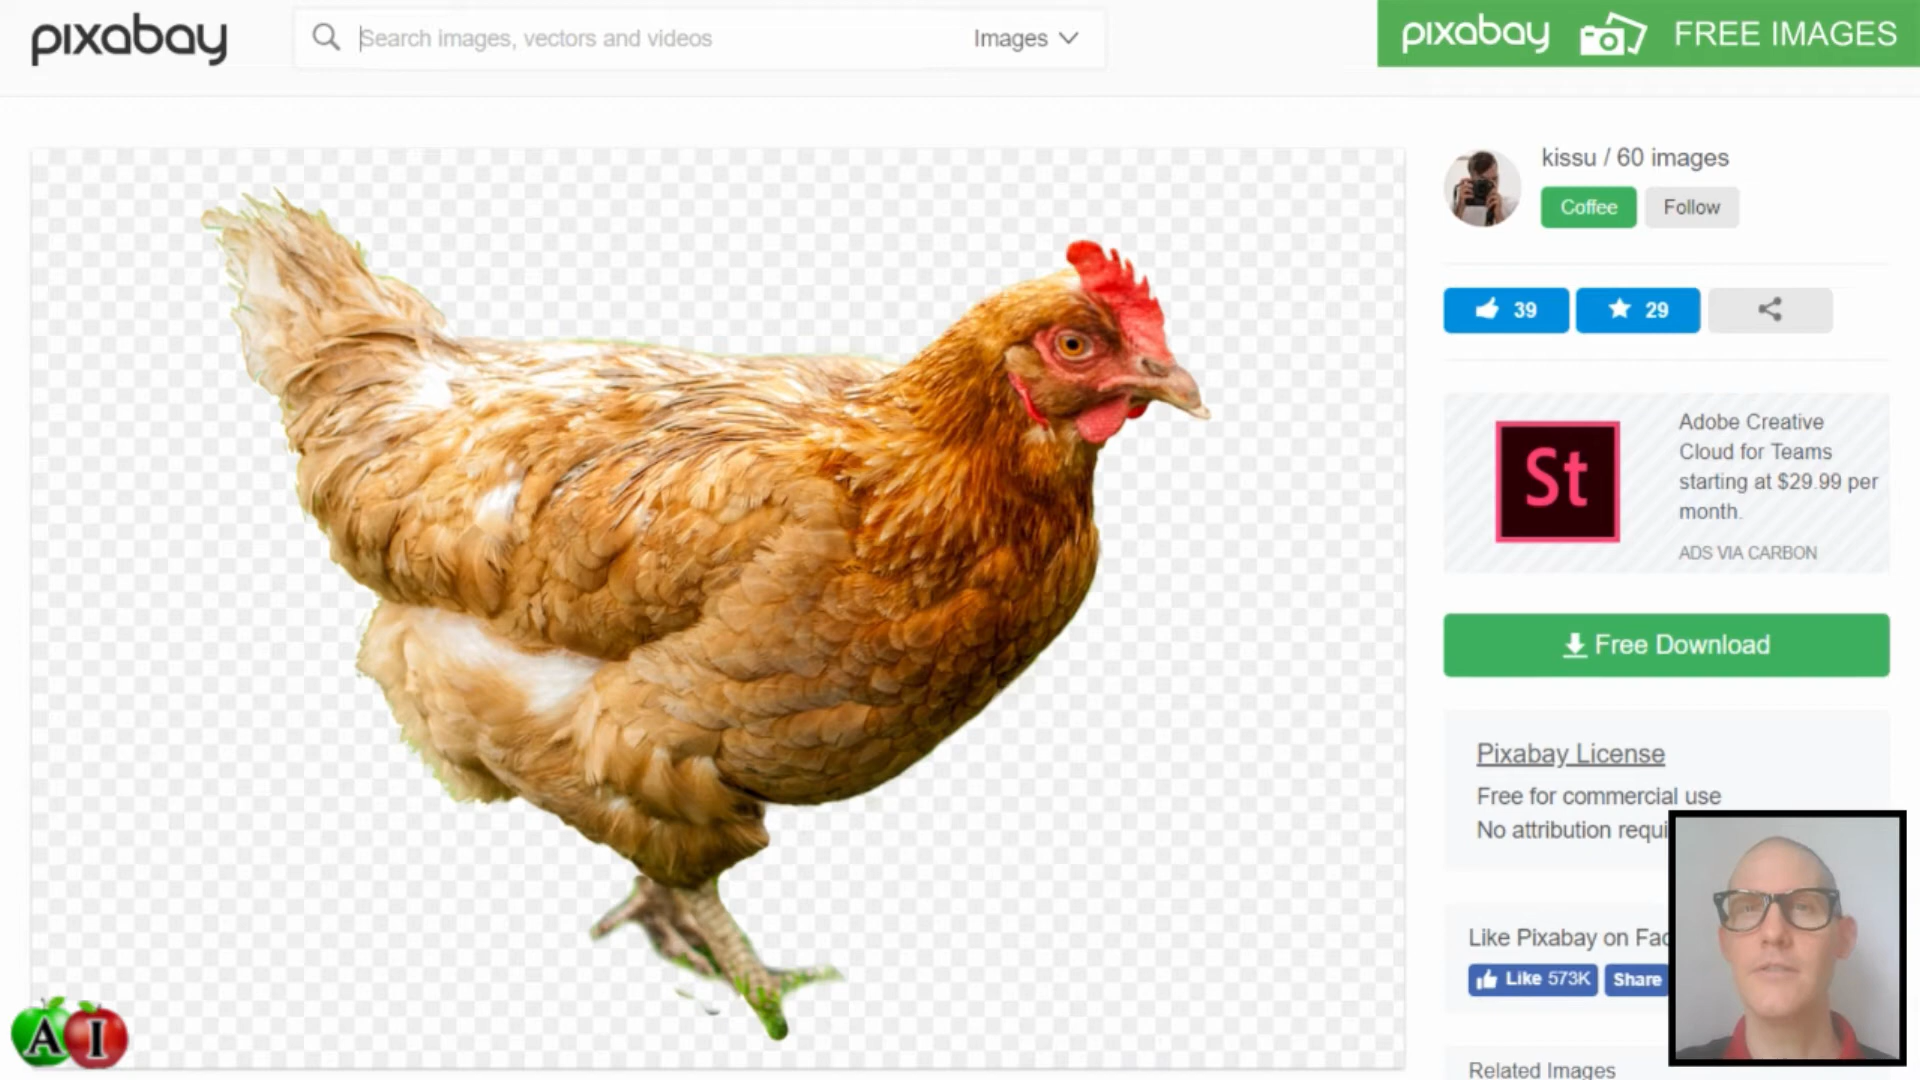 pixabay
Search images, vectors and videos
Images
pixabay FREE IMAGES
kissu / 60 images
Coffee
Follow
39
29
St
Adobe Creative
Cloud for Teams
starting at $29.99 per
month.
ADS VIA CARBON
Free Download
Pixabay License
Free for commercial use
No attribution requi
Like Pixabay on Fac
Like 573K
Share
Related Images
A I